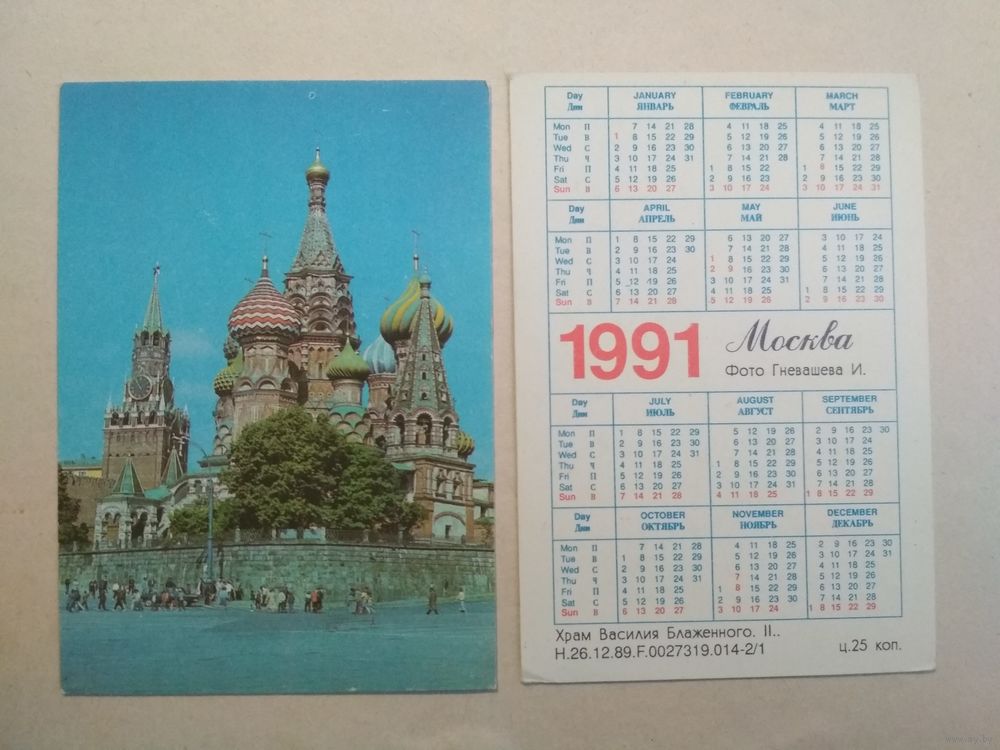 Day JANUARY FEBRUARY MARCH
Дни ЯНВАРЬ ФЕВРАЛЬ МАРТ
Mon П 7 14 21 28 4 11 18 25 4 11 18 25
Tue В 1 8 15 22 29 5 12 19 26 5 12 19 26
Wed С 2 9 16 23 30 6 13 20 27 6 13 20 27
Thu Ч 3 10 17 24 31 7 14 21 28 7 14 21 28
Fri П 4 11 18 25 1 8 15 22 1 8 15 22 29
Sat С 5 12 19 26 2 9 16 23 2 9 16 23 30
Sun В 6 13 20 27 3 10 17 24 3 10 17 24 31
Day APRIL MAY JUNE
Дни АПРЕЛЬ МАЙ ИЮНЬ
Mon П 1 8 15 22 29 6 13 20 27 3 10 17 24
Tue В 2 9 16 23 30 7 14 21 28 4 11 18 25
Wed С 3 10 17 24 1 8 15 22 29 5 12 19 26
Thu Ч 4 11 18 25 2 9 16 23 30 6 13 20 27
Fri П 5 12 19 26 3 10 17 24 31 7 14 21 28
Sat С 6 13 20 27 4 11 18 25 1 8 15 22 29
Sun В 7 14 21 28 5 12 19 26 2 9 16 23 30
1991 Москва
Фото Гневашева И.
Day JULY AUGUST SEPTEMBER
Дни ИЮЛЬ АВГУСТ СЕНТЯБРЬ
Mon П 1 8 15 22 29 5 12 19 26 2 9 16 23 30
Tue В 2 9 16 23 30 6 13 20 27 3 10 17 24
Wed С 3 10 17 24 31 7 14 21 28 4 11 18 25
Thu Ч 4 11 18 25 1 8 15 22 29 5 12 19 26
Fri П 5 12 19 26 2 9 16 23 30 6 13 20 27
Sat С 6 13 20 27 3 10 17 24 31 7 14 21 28
Sun В 7 14 21 28 4 11 18 25 1 8 15 22 29
Day OCTOBER NOVEMBER DECEMBER
Дни ОКТЯБРЬ НОЯБРЬ ДЕКАБРЬ
Mon П 7 14 21 28 4 11 18 25 2 9 16 23 30
Tue В 1 8 15 22 29 5 12 19 26 3 10 17 24 31
Wed С 2 9 16 23 30 6 13 20 27 4 11 18 25
Thu Ч 3 10 17 24 31 7 14 21 28 5 12 19 26
Fri П 4 11 18 25 1 8 15 22 29 6 13 20 27
Sat С 5 12 19 26 2 9 16 23 30 7 14 21 28
Sun В 6 13 20 27 3 10 17 24 1 8 15 22 29
Храм Василия Блаженного. II..
Н.26.12.89.F.0027319.014-2/1 ц.25 коп.